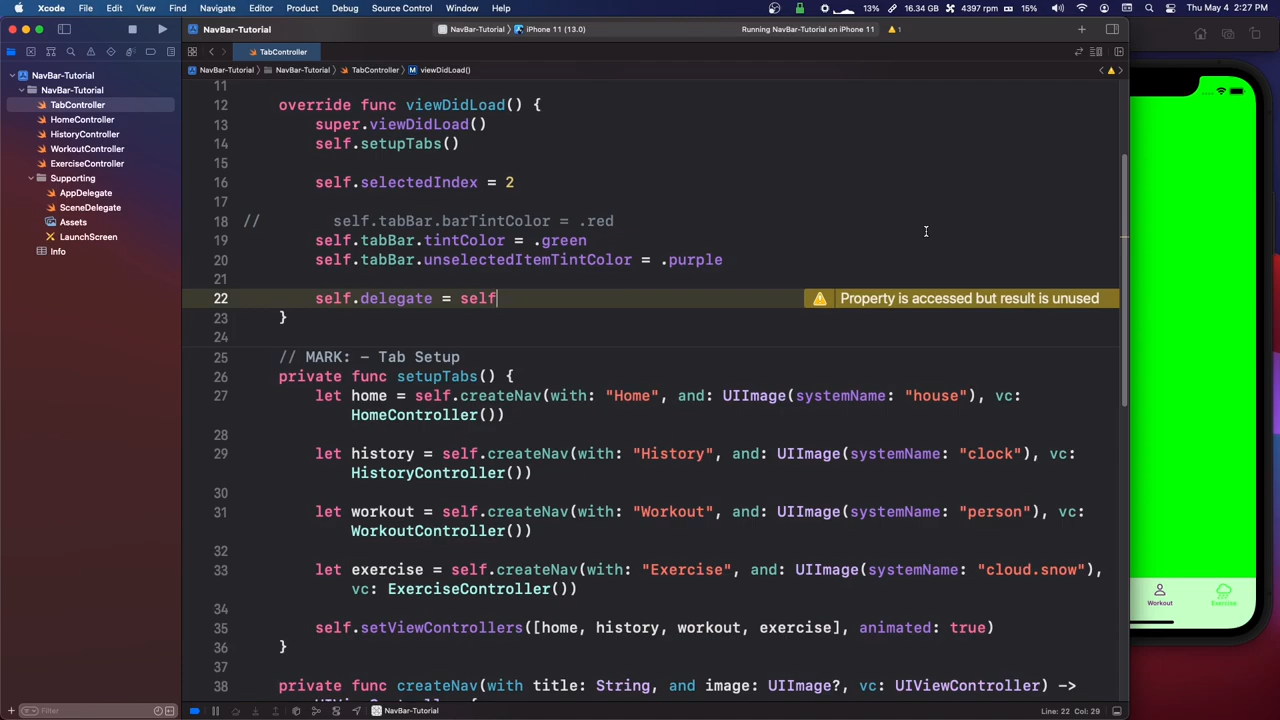 Xcode File Edit View Find Navigate Editor Product Debug Source Control Window Help 13% 16.34 GB 4397 rpm 15% Thu May 4 2:27 PM
NavBar-Tutorial NavBar-Tutorial iPhone 11 (13.0) Running NavBar-Tutorial on iPhone 11 1
TabController
NavBar-Tutorial NavBar-Tutorial TabController M viewDidLoad()
NavBar-Tutorial
NavBar-Tutorial
TabController
HomeController
HistoryController
WorkoutController
ExerciseController
Supporting
AppDelegate
SceneDelegate
Assets
LaunchScreen
Info
11
12 override func viewDidLoad() {
13 super.viewDidLoad()
14 self.setupTabs()
15
16 self.selectedIndex = 2
17
18 // self.tabBar.barTintColor = .red
19 self.tabBar.tintColor = .green
20 self.tabBar.unselectedItemTintColor = .purple
21
22 self.delegate = self Property is accessed but result is unused
23 }
24
25 // MARK: - Tab Setup
26 private func setupTabs() {
27 let home = self.createNav(with: "Home", and: UIImage(systemName: "house"), vc:
HomeController())
28
29 let history = self.createNav(with: "History", and: UIImage(systemName: "clock"), vc:
HistoryController())
30
31 let workout = self.createNav(with: "Workout", and: UIImage(systemName: "person"), vc:
WorkoutController())
32
33 let exercise = self.createNav(with: "Exercise", and: UIImage(systemName: "cloud.snow"),
vc: ExerciseController())
34
35 self.setViewControllers([home, history, workout, exercise], animated: true)
36 }
37
38 private func createNav(with title: String, and image: UIImage?, vc: UIViewController) ->
Workout Exercise
Filter NavBar-Tutorial Line: 22 Col: 29